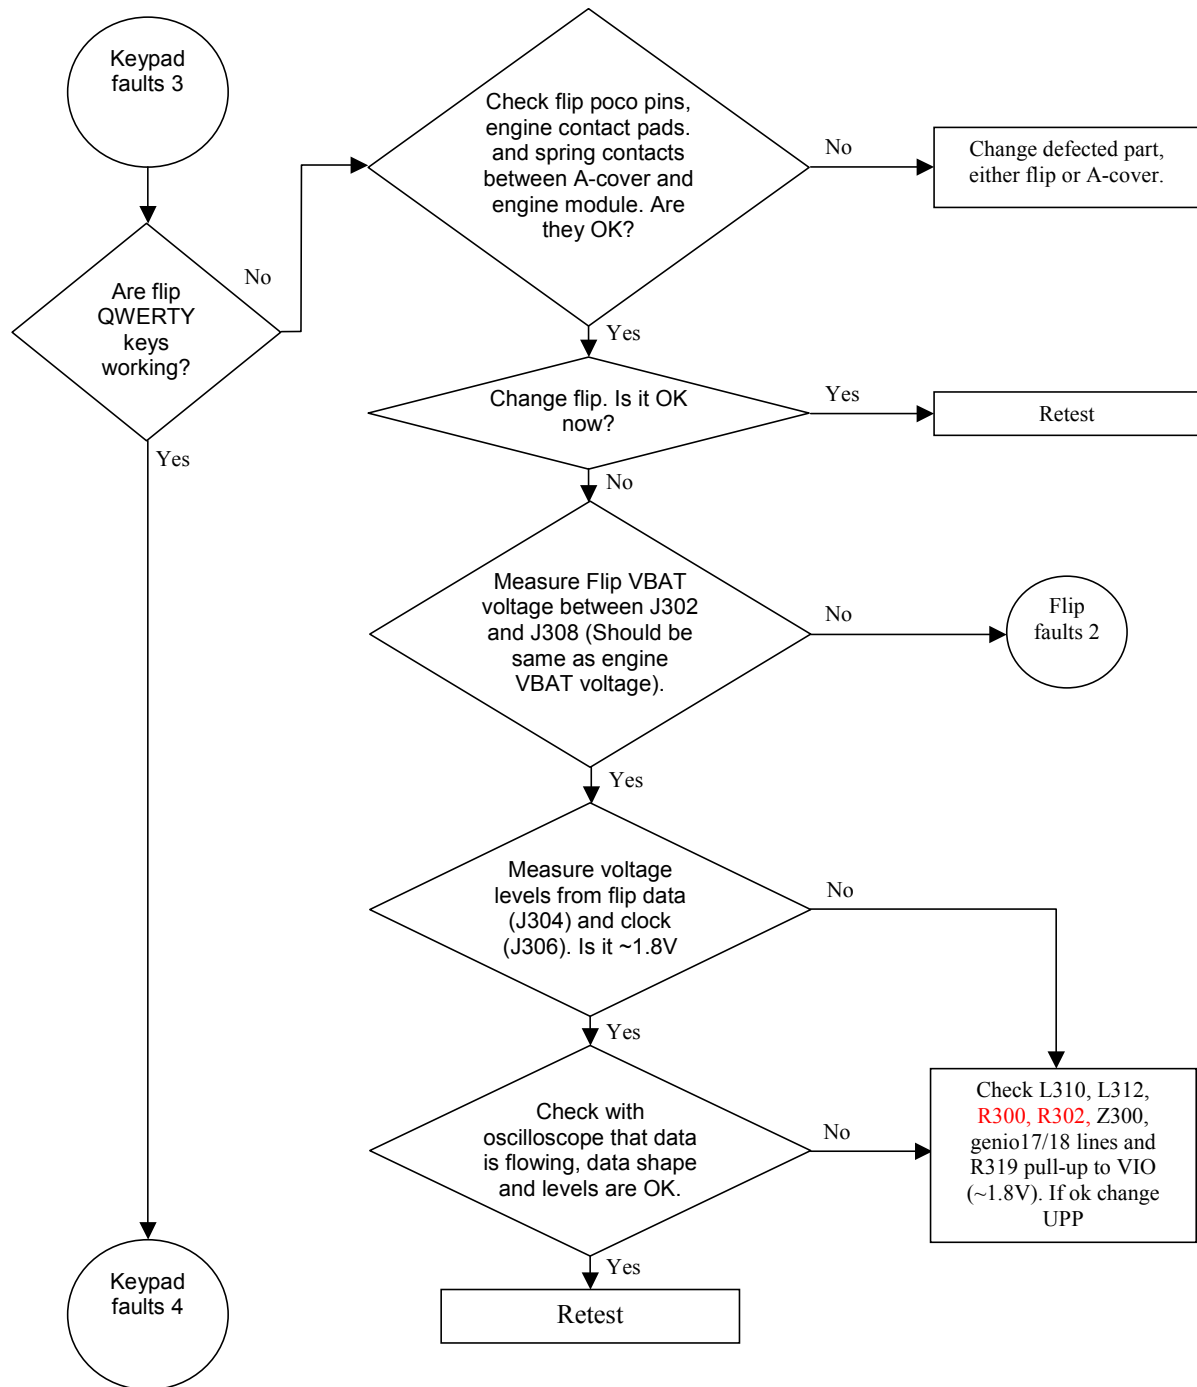 Keypad
faults 3
Are flip
QWERTY
keys
working?
No
Yes
Check flip poco pins,
engine contact pads.
and spring contacts
between A-cover and
engine module. Are
they OK?
No
Change defected part,
either flip or A-cover.
Yes
Change flip. Is it OK
now?
Yes
Retest
No
Measure Flip VBAT
voltage between J302
and J308 (Should be
same as engine
VBAT voltage).
No
Flip
faults 2
Yes
Measure voltage
levels from flip data
(J304) and clock
(J306). Is it ~1.8V
No
Yes
Check with
oscilloscope that data
is flowing, data shape
and levels are OK.
No
Check L310, L312,
R300, R302, Z300,
genio17/18 lines and
R319 pull-up to VIO
(~1.8V). If ok change
UPP
Yes
Retest
Keypad
faults 4